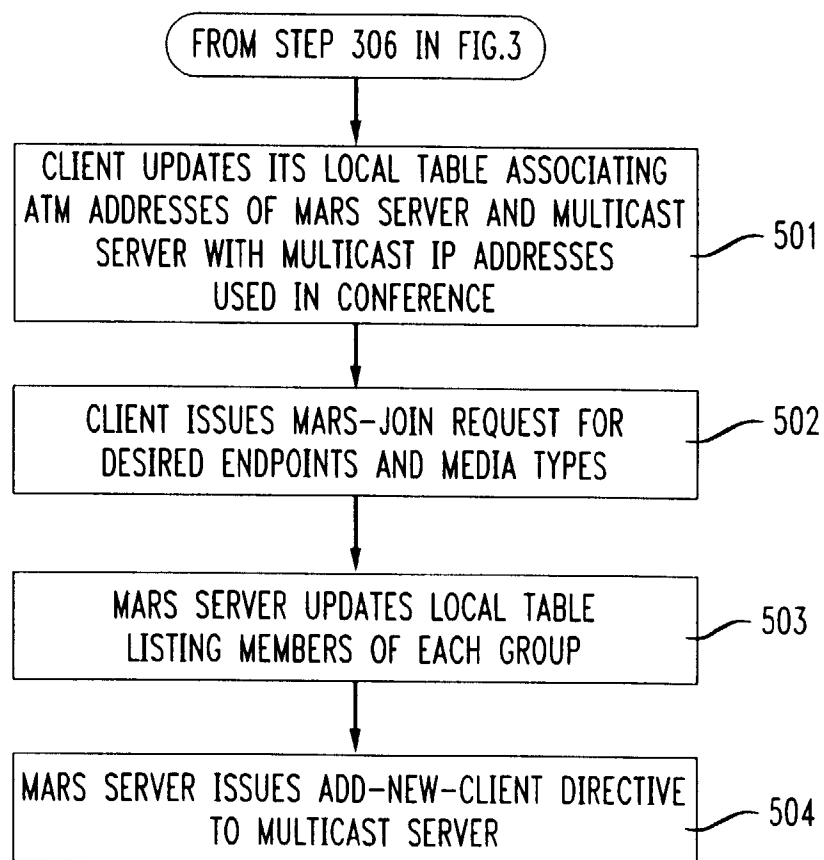 FROM STEP 306 IN FIG.3
CLIENT UPDATES ITS LOCAL TABLE ASSOCIATING
ATM ADDRESSES OF MARS SERVER AND MULTICAST
SERVER WITH MULTICAST IP ADDRESSES
USED IN CONFERENCE
501
CLIENT ISSUES MARS-JOIN REQUEST FOR
DESIRED ENDPOINTS AND MEDIA TYPES
502
MARS SERVER UPDATES LOCAL TABLE
LISTING MEMBERS OF EACH GROUP
503
MARS SERVER ISSUES ADD-NEW-CLIENT DIRECTIVE
TO MULTICAST SERVER
504